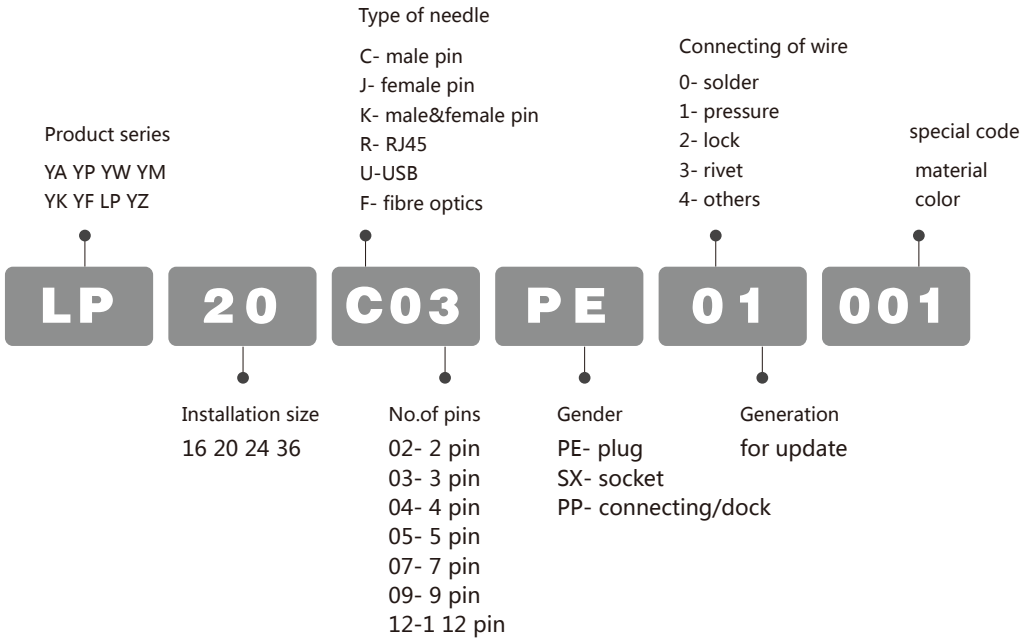 Type of needle
C- male pin
J- female pin
K- male&female pin
R- RJ45
U-USB
F- fibre optics
Connecting of wire
0- solder
1- pressure
2- lock
3- rivet
4- others
Product series
YA YP YW YM
YK YF LP YZ
special code
material
color
LP 20 C03 PE 01 001
Installation size
16 20 24 36
No.of pins
02- 2 pin
03- 3 pin
04- 4 pin
05- 5 pin
07- 7 pin
09- 9 pin
12-1 12 pin
Gender
PE- plug
SX- socket
PP- connecting/dock
Generation
for update